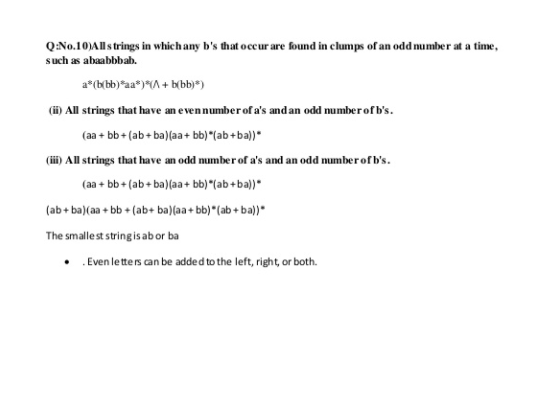 Q:No.10)All strings in which any b's that occur are found in clumps of an odd number at a time,
such as abaabbbab.
a*(b(bb)*aa*)*(Λ + b(bb)*)
(ii) All strings that have an even number of a's and an odd number of b's.
(aa + bb + (ab + ba)(aa + bb)*(ab + ba))*
(iii) All strings that have an odd number of a's and an odd number of b's.
(aa + bb + (ab + ba)(aa + bb)*(ab + ba))*
(ab + ba)(aa + bb + (ab + ba)(aa + bb)*(ab + ba))*
The smallest string is ab or ba
• . Even letters can be added to the left, right, or both.